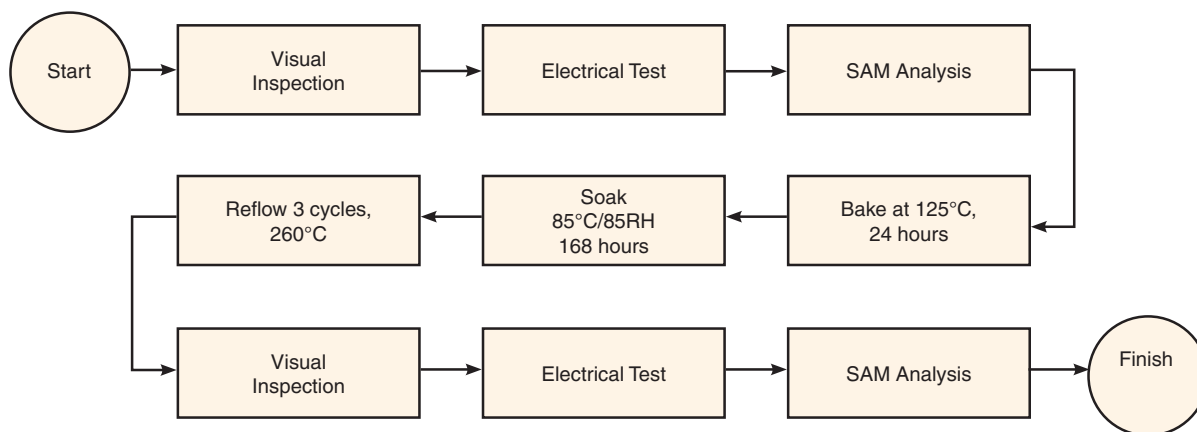 Start
Visual
Inspection
Electrical Test
SAM Analysis
Bake at 125°C,
24 hours
Soak
85°C/85RH
168 hours
Reflow 3 cycles,
260°C
Visual
Inspection
Electrical Test
SAM Analysis
Finish